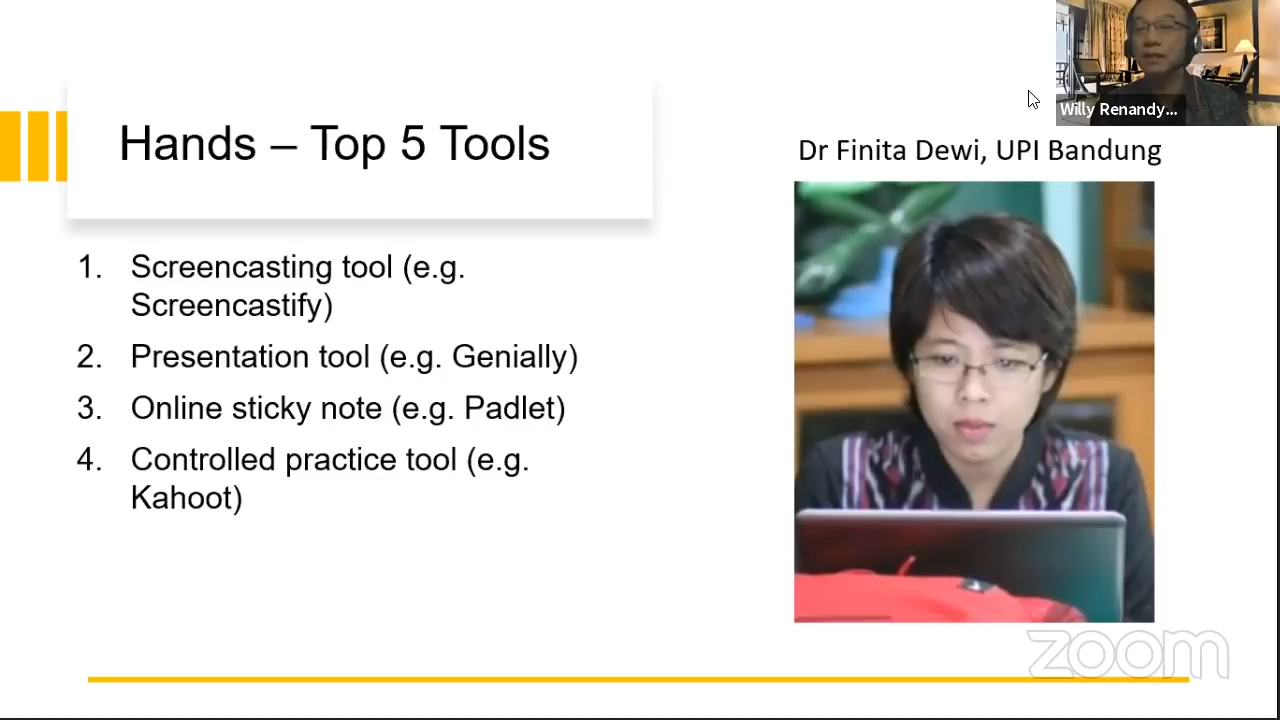 Willy Renandy...
Hands – Top 5 Tools
Dr Finita Dewi, UPI Bandung
1. Screencasting tool (e.g.
Screencastify)
2. Presentation tool (e.g. Genially)
3. Online sticky note (e.g. Padlet)
4. Controlled practice tool (e.g.
Kahoot)
zoom